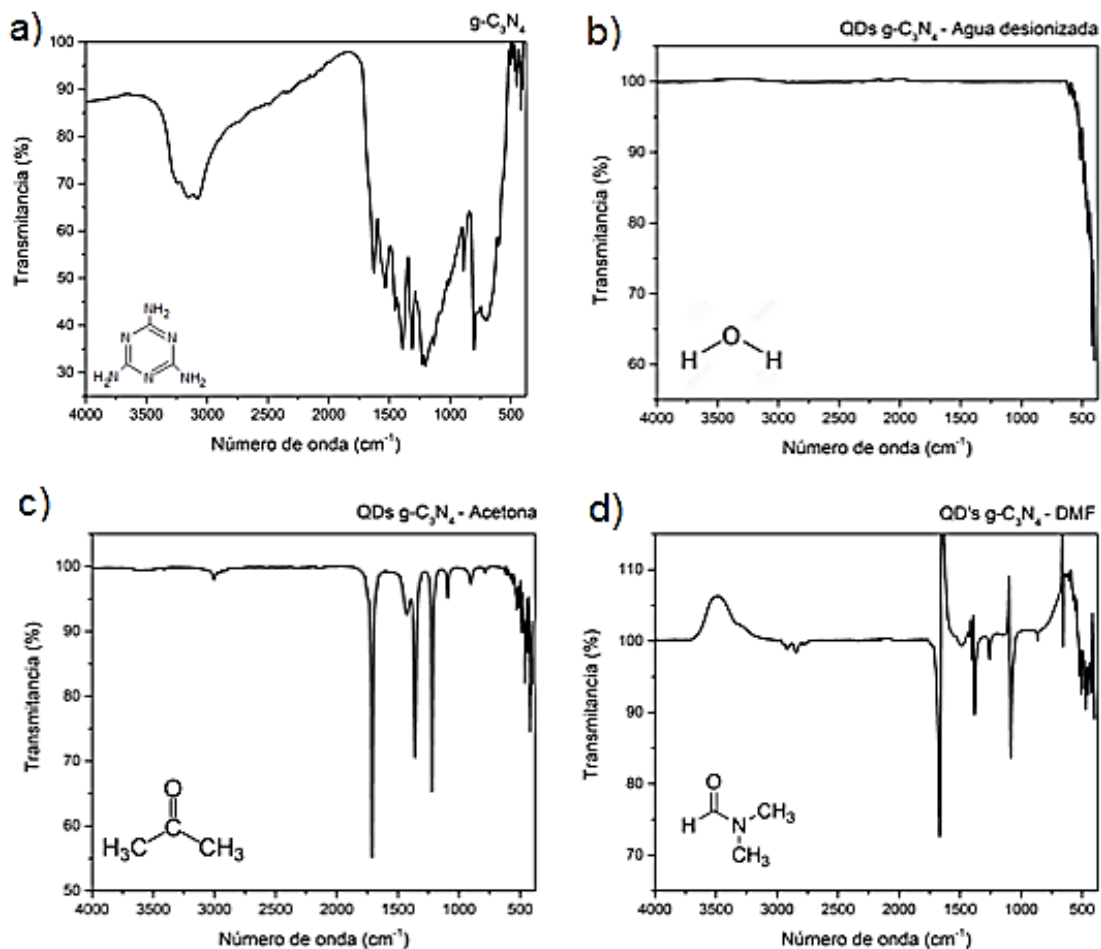 a)
g-C₃N₄
100
90
80
70
60
50
40
30
Transmitancia (%)
NH₂
N N
H₂N N NH₂
4000 3500 3000 2500 2000 1500 1000 500
Número de onda (cm⁻¹)
b)
QDs g-C₃N₄ - Agua desionizada
100
90
80
70
60
Transmitancia (%)
O
H H
4000 3500 3000 2500 2000 1500 1000 500
Número de onda (cm⁻¹)
c)
QDs g-C₃N₄ - Acetona
100
90
80
70
60
50
Transmitancia (%)
O
C
H₃C CH₃
4000 3500 3000 2500 2000 1500 1000 500
Número de onda (cm⁻¹)
d)
QD's g-C₃N₄ - DMF
110
100
90
80
70
Transmitancia (%)
O
H N CH₃
CH₃
4000 3500 3000 2500 2000 1500 1000 500
Número de onda (cm⁻¹)